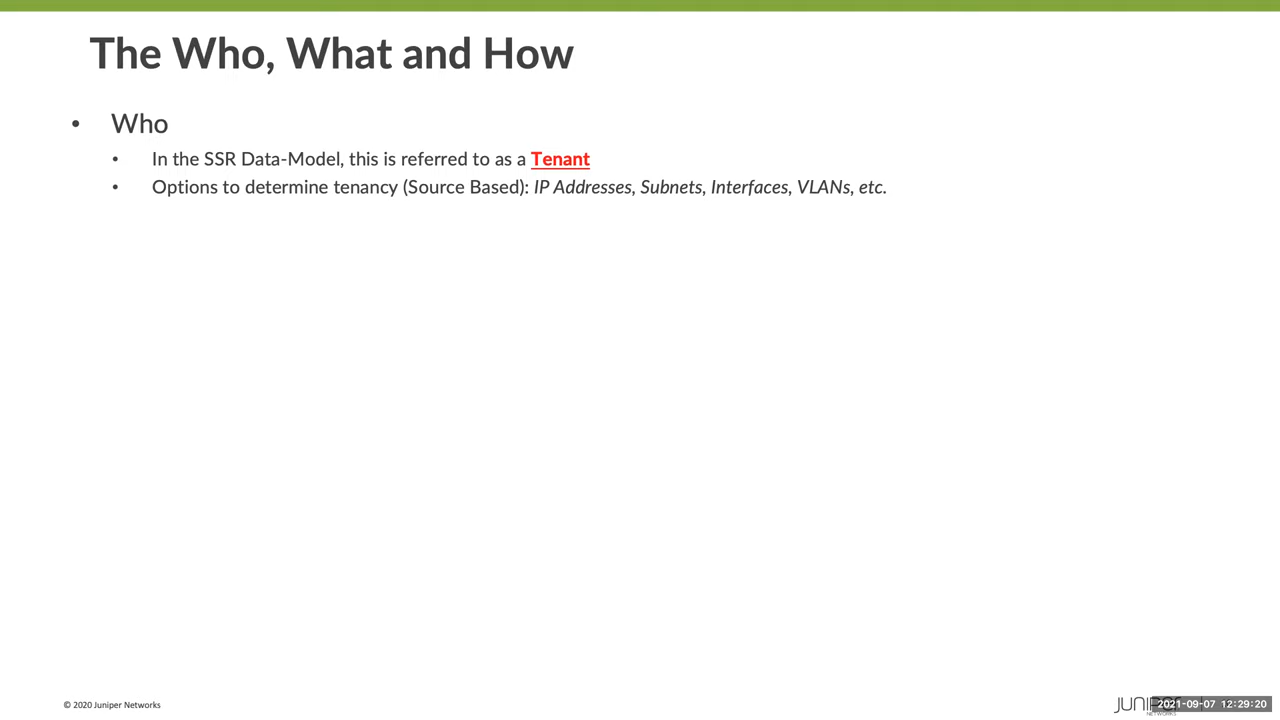 The Who, What and How
• Who
• In the SSR Data-Model, this is referred to as a Tenant
• Options to determine tenancy (Source Based): IP Addresses, Subnets, Interfaces, VLANs, etc.
© 2020 Juniper Networks
JUNIPER
NETWORKS
2021-09-07 12:29:20